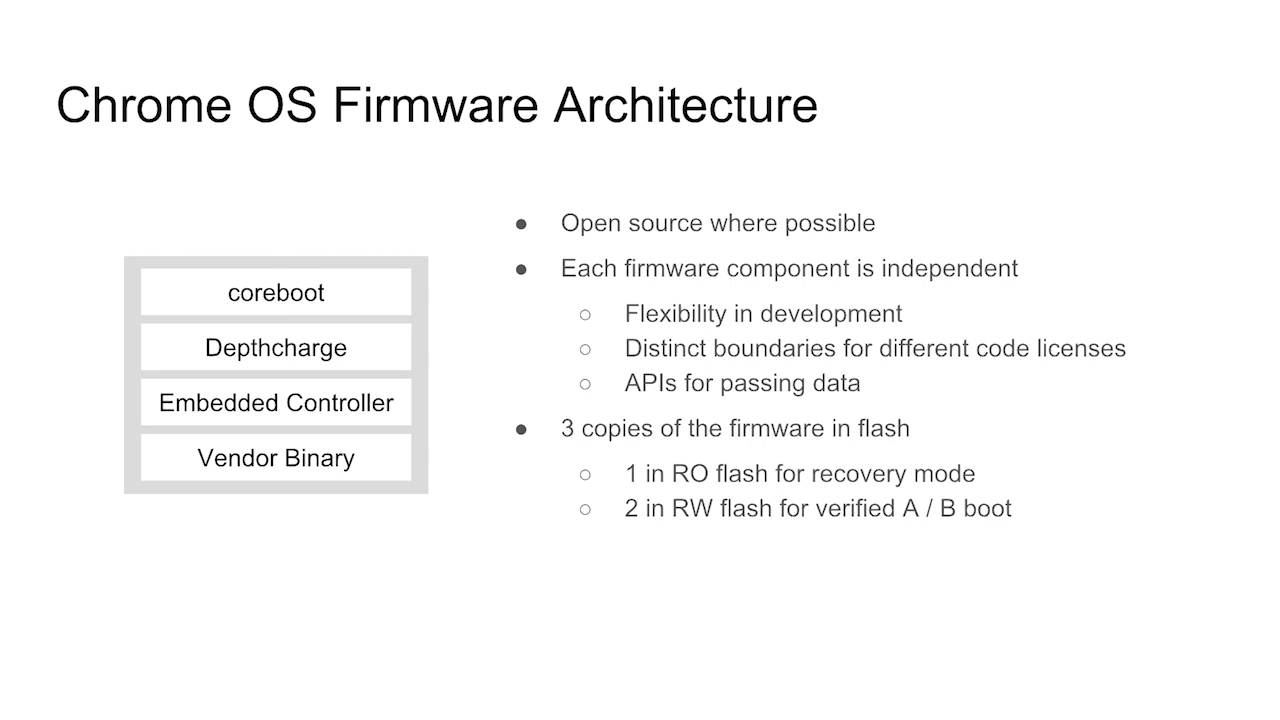 Chrome OS Firmware Architecture
coreboot
Depthcharge
Embedded Controller
Vendor Binary
● Open source where possible
● Each firmware component is independent
○ Flexibility in development
○ Distinct boundaries for different code licenses
○ APIs for passing data
● 3 copies of the firmware in flash
○ 1 in RO flash for recovery mode
○ 2 in RW flash for verified A / B boot